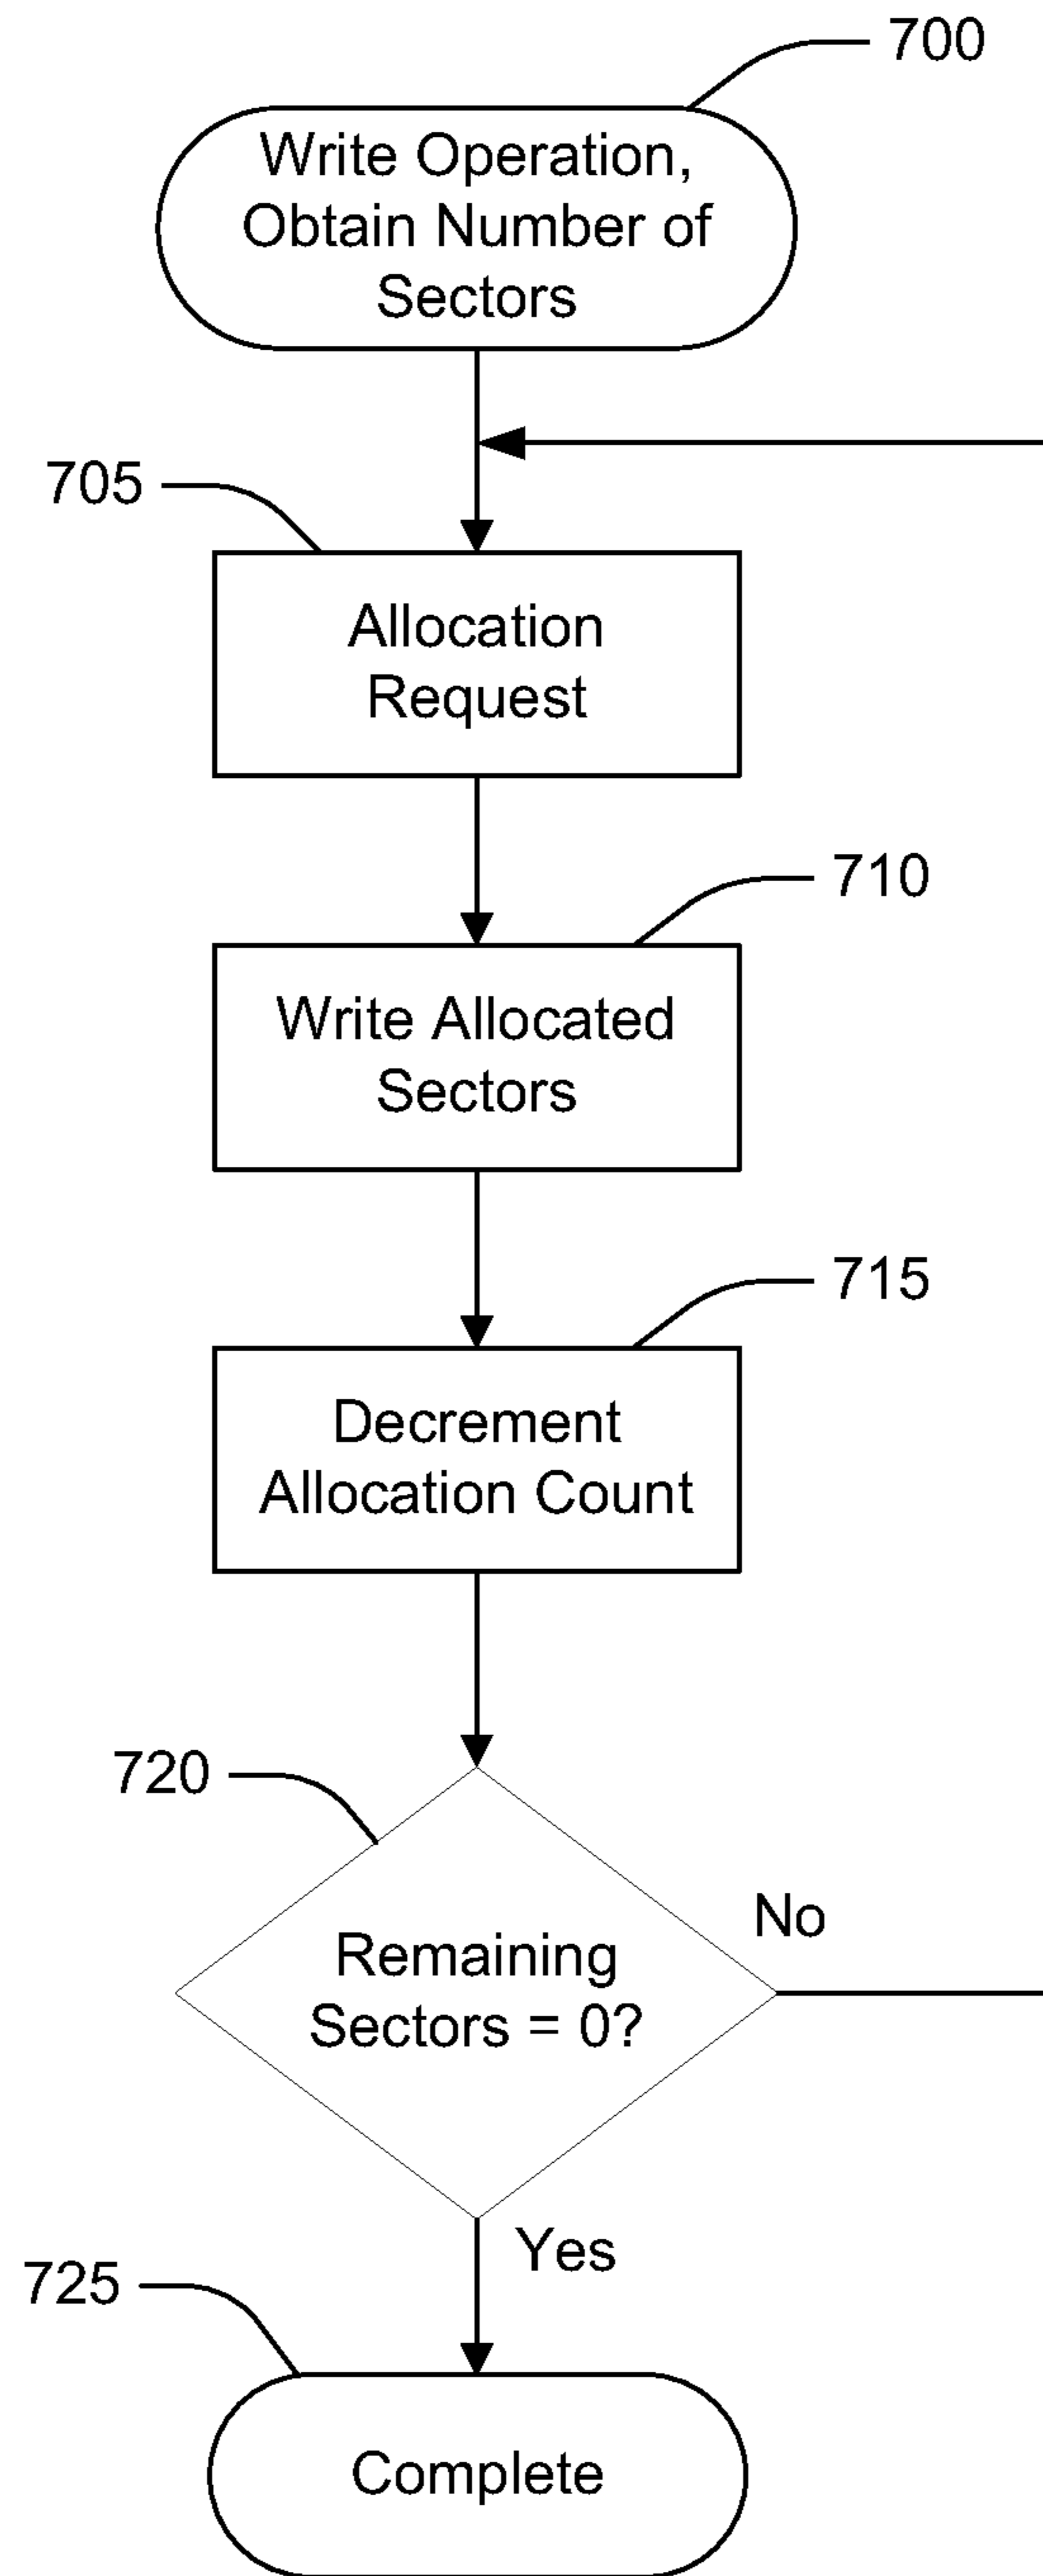 700
Write Operation,
Obtain Number of
Sectors
705
Allocation
Request
710
Write Allocated
Sectors
715
Decrement
Allocation Count
720
No
Remaining
Sectors = 0?
Yes
725
Complete